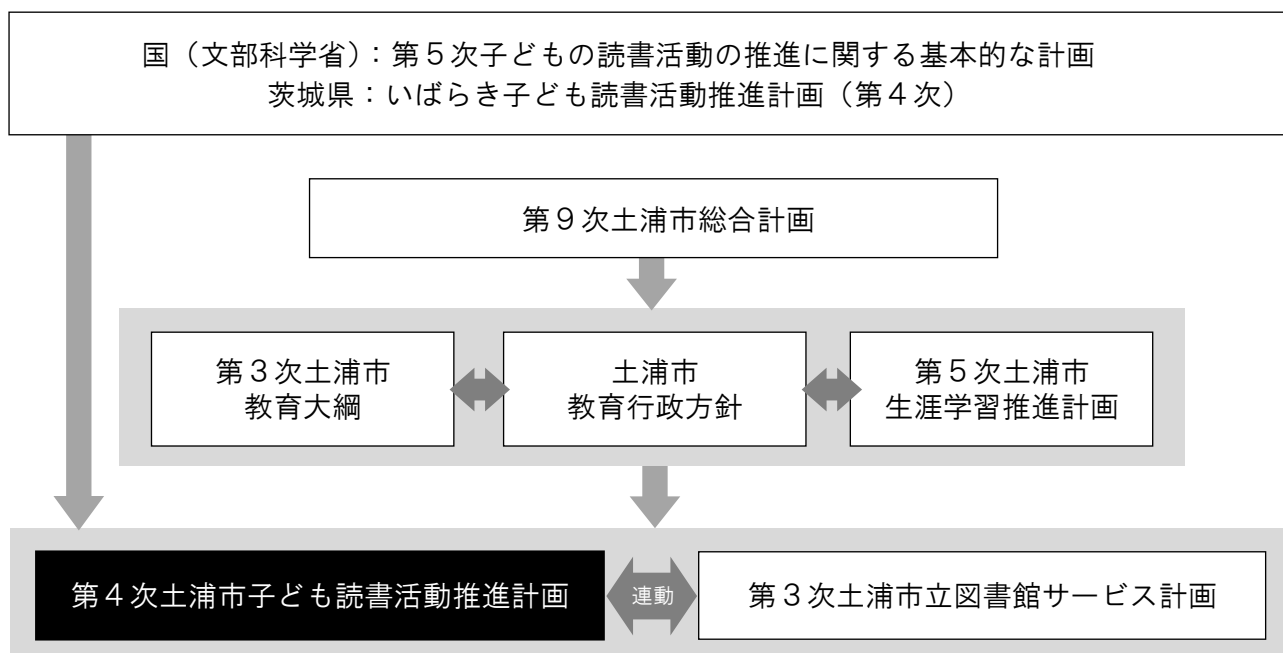 国（文部科学省）：第５次子どもの読書活動の推進に関する基本的な計画
茨城県：いばらき子ども読書活動推進計画（第４次）
第９次土浦市総合計画
第３次土浦市
教育大綱
土浦市
教育行政方針
第５次土浦市
生涯学習推進計画
第４次土浦市子ども読書活動推進計画
連動
第３次土浦市立図書館サービス計画